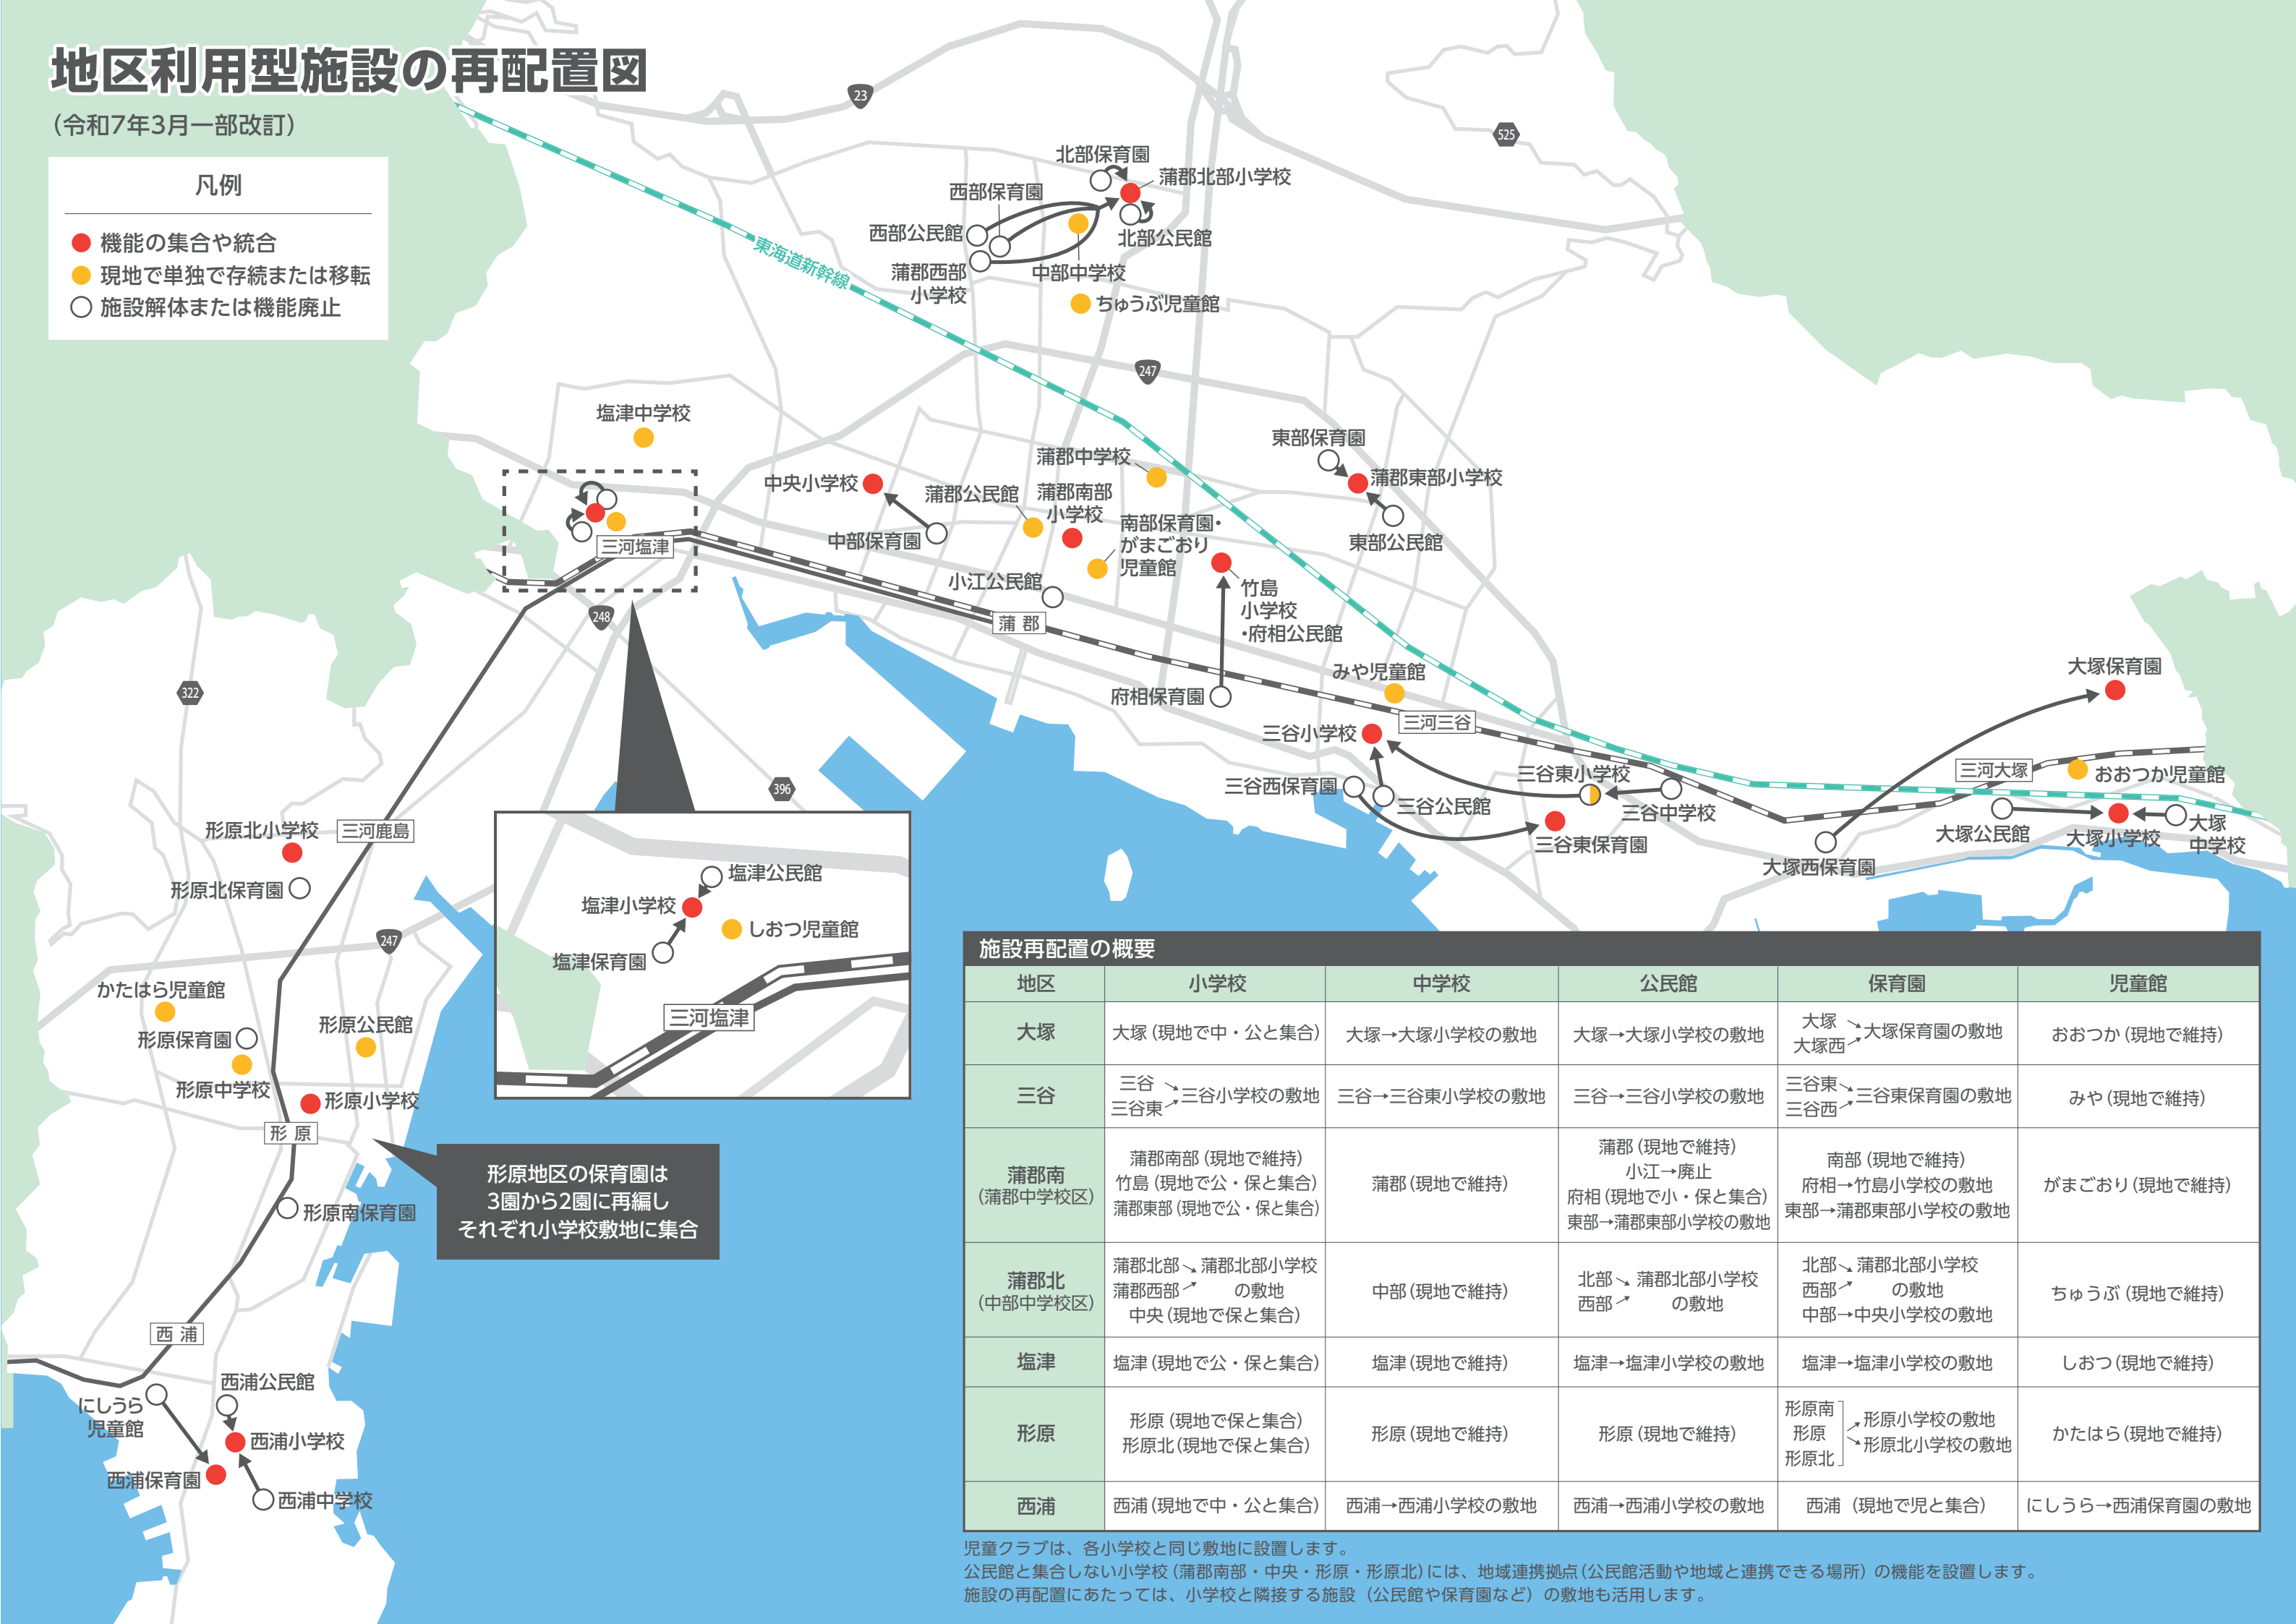 地区利用型施設の再配置図
（令和7年3月一部改訂）
凡例
機能の集合や統合
現地で単独で存続または移転
施設解体または機能廃止
23
525
北部保育園
蒲郡北部小学校
西部保育園
西部公民館
北部公民館
蒲郡西部
小学校
中部中学校
ちゅうぶ児童館
東海道新幹線
247
塩津中学校
三河塩津
248
中央小学校
中部保育園
蒲郡公民館
蒲郡中学校
蒲郡南部
小学校
南部保育園・
がまごおり
児童館
小江公民館
蒲郡
東部保育園
蒲郡東部小学校
東部公民館
竹島
小学校
・府相公民館
府相保育園
みや児童館
三河三谷
三谷小学校
三谷西保育園
三谷公民館
三谷東小学校
三谷中学校
三谷東保育園
大塚保育園
三河大塚
おおつか児童館
大塚公民館
大塚小学校
大塚
中学校
大塚西保育園
322
396
形原北小学校
三河鹿島
形原北保育園
247
かたはら児童館
形原保育園
形原公民館
形原中学校
形原小学校
形原
形原南保育園
西浦
にしうら
児童館
西浦公民館
西浦小学校
西浦保育園
西浦中学校
塩津公民館
塩津小学校
しおつ児童館
塩津保育園
三河塩津
形原地区の保育園は
3園から2園に再編し
それぞれ小学校敷地に集合
施設再配置の概要
地区 小学校 中学校 公民館 保育園 児童館
大塚
大塚（現地で中・公と集合）
大塚→大塚小学校の敷地
大塚→大塚小学校の敷地
大塚
大塚西
大塚保育園の敷地
おおつか（現地で維持）
三谷
三谷
三谷東
三谷小学校の敷地
三谷→三谷東小学校の敷地
三谷→三谷小学校の敷地
三谷東
三谷西
三谷東保育園の敷地
みや（現地で維持）
蒲郡南
（蒲郡中学校区）
蒲郡南部（現地で維持）
竹島（現地で公・保と集合）
蒲郡東部（現地で公・保と集合）
蒲郡（現地で維持）
蒲郡（現地で維持）
小江→廃止
府相（現地で小・保と集合）
東部→蒲郡東部小学校の敷地
南部（現地で維持）
府相→竹島小学校の敷地
東部→蒲郡東部小学校の敷地
がまごおり（現地で維持）
蒲郡北
（中部中学校区）
蒲郡北部↘蒲郡北部小学校
蒲郡西部↗の敷地
中央（現地で保と集合）
中部（現地で維持）
北部↘蒲郡北部小学校
西部↗の敷地
北部↘蒲郡北部小学校
西部↗の敷地
中部→中央小学校の敷地
ちゅうぶ（現地で維持）
塩津
塩津（現地で公・保と集合）
塩津（現地で維持）
塩津→塩津小学校の敷地
塩津→塩津小学校の敷地
しおつ（現地で維持）
形原
形原（現地で保と集合）
形原北（現地で保と集合）
形原（現地で維持）
形原（現地で維持）
形原南
形原
形原北
↗形原小学校の敷地
↘形原北小学校の敷地
かたはら（現地で維持）
西浦
西浦（現地で中・公と集合）
西浦→西浦小学校の敷地
西浦→西浦小学校の敷地
西浦（現地で児と集合）
にしうら→西浦保育園の敷地
児童クラブは、各小学校と同じ敷地に設置します。
公民館と集合しない小学校（蒲郡南部・中央・形原・形原北）には、地域連携拠点（公民館活動や地域と連携できる場所）の機能を設置します。
施設の再配置にあたっては、小学校と隣接する施設（公民館や保育園など）の敷地も活用します。